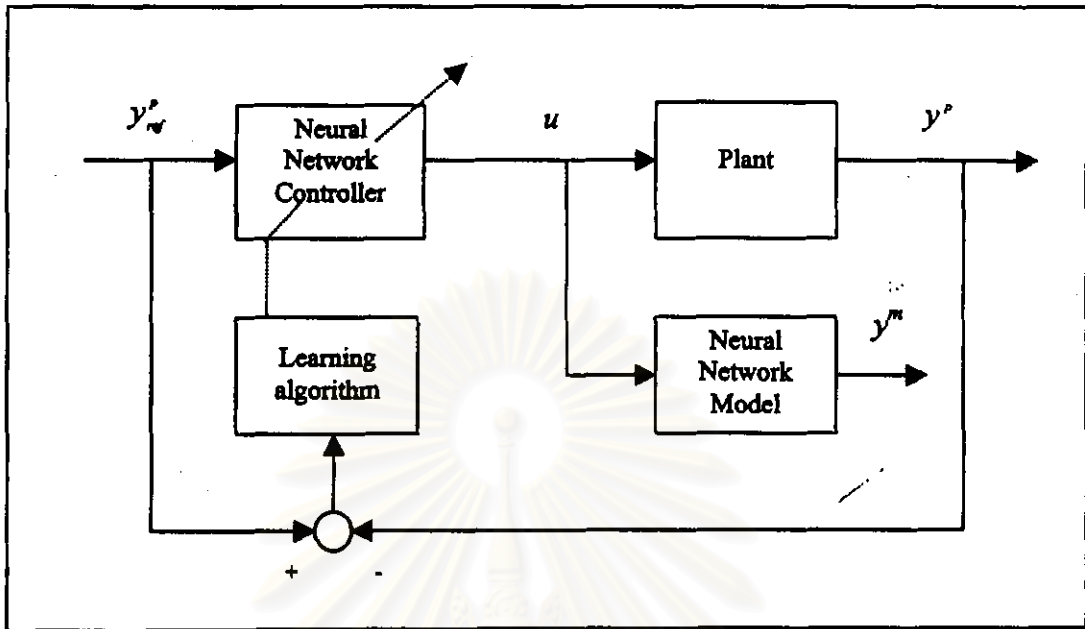 y^p_ref
Neural
Network
Controller
u
Plant
y^p
Learning
algorithm
Neural
Network
Model
y^m
+ -